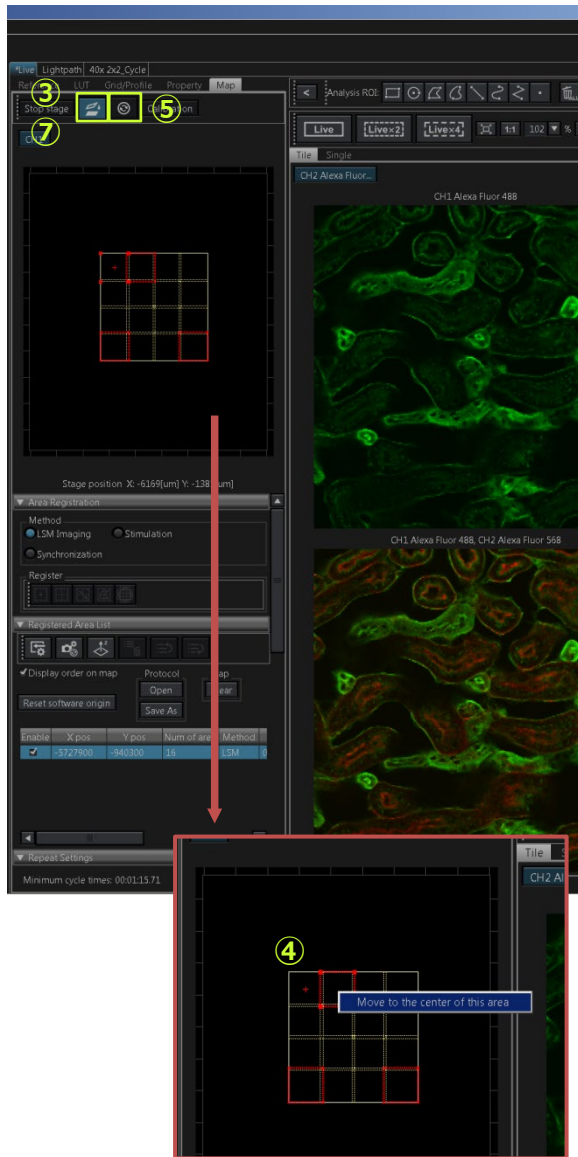 *Live Lightpath 40x 2x2_Cycle
LUT Grid/Profile Property Map
③
Stop stage
⑤
⑦
Stage position X: -6169[um] Y:
▼ Area Registration
Method
LSM Imaging Stimulation
Synchronization
Register
▼ Registered Area List
Display order on map
Protocol
Open
Save As
Reset software origin
Enable X pos Y pos Num of area Method
-5727900 -940300 16 LSM 0
▼ Repeat Settings
Minimum cycle times: 00:01:15.71
< Analysis ROI:
Live Live×2 Live×4 1:1 102 ▼ %
Tile Single
CH2 Alexa Fluor...
CH1 Alexa Fluor 488
CH1 Alexa Fluor 488, CH2 Alexa Fluor 568
④
Move to the center of this area
Tile
CH2 Al